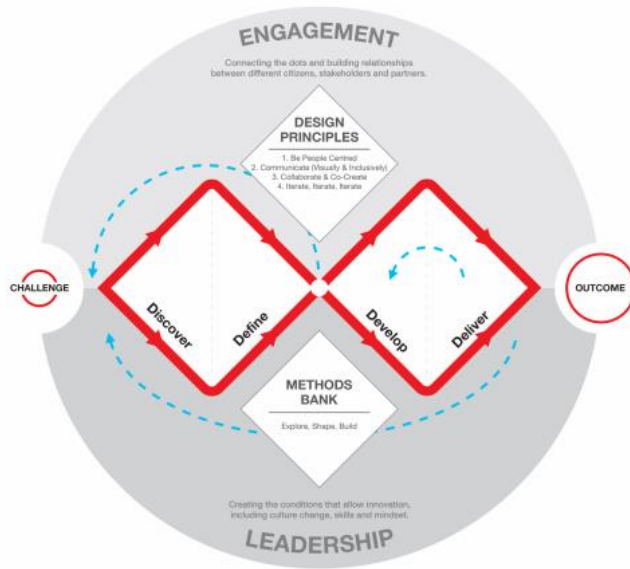 ENGAGEMENT
Connecting the dots and building relationships
between different citizens, stakeholders and partners.
DESIGN
PRINCIPLES
1. Be People Centred
2. Communicate (Visually & Inclusively)
3. Collaborate & Co-Create
4. Iterate, Iterate, Iterate
CHALLENGE
Discover
Define
Develop
Deliver
OUTCOME
METHODS
BANK
Explore, Shape, Build
Creating the conditions that allow innovation,
including culture change, skills and mindset.
LEADERSHIP